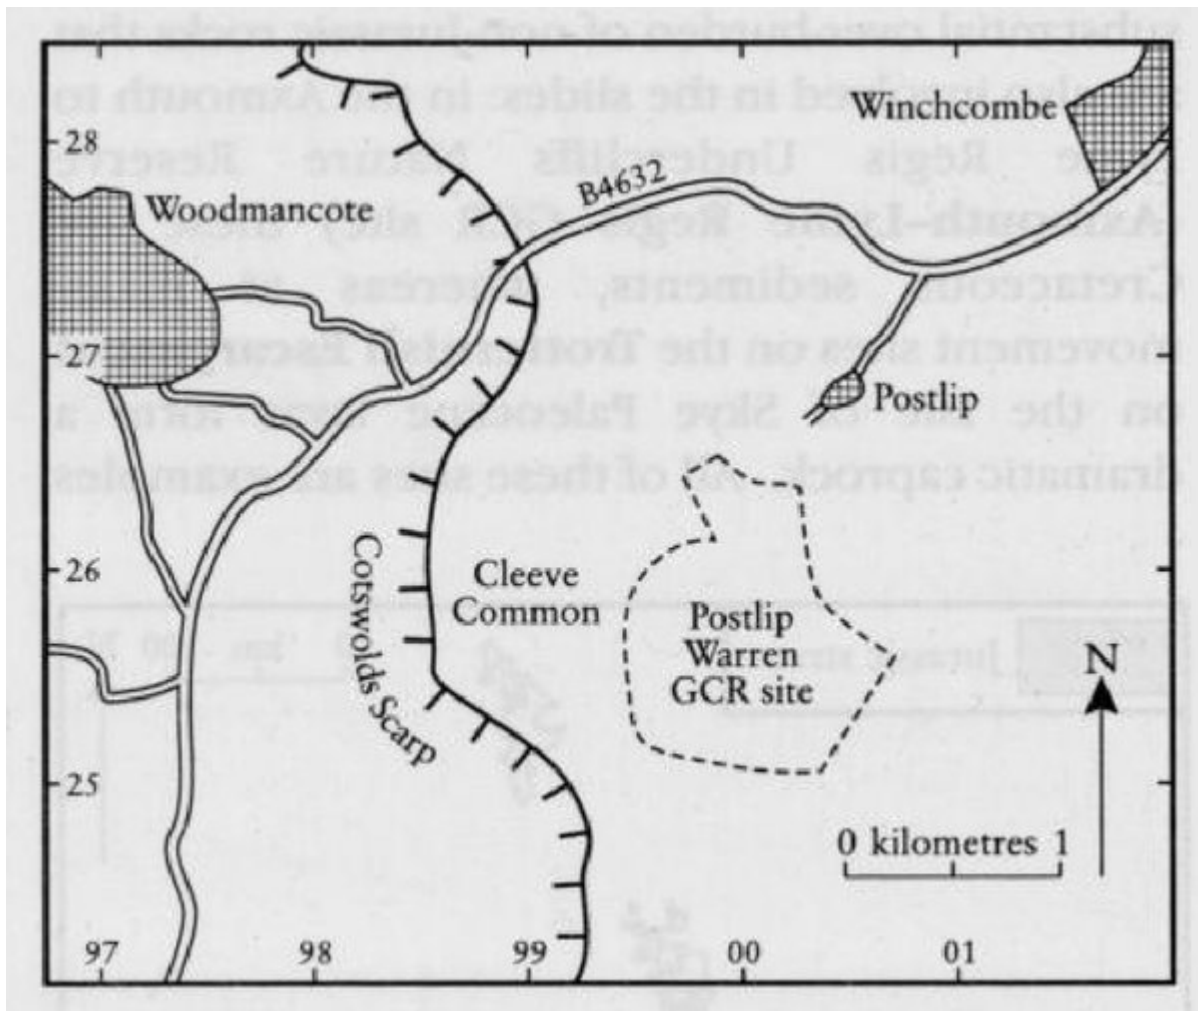 Winchcombe
28
B4632
Woodmancote
27
Postlip
26
Cotswolds Scarp
Cleeve
Common
Postlip
Warren
GCR site
N
25
0 kilometres 1
97 98 99 00 01